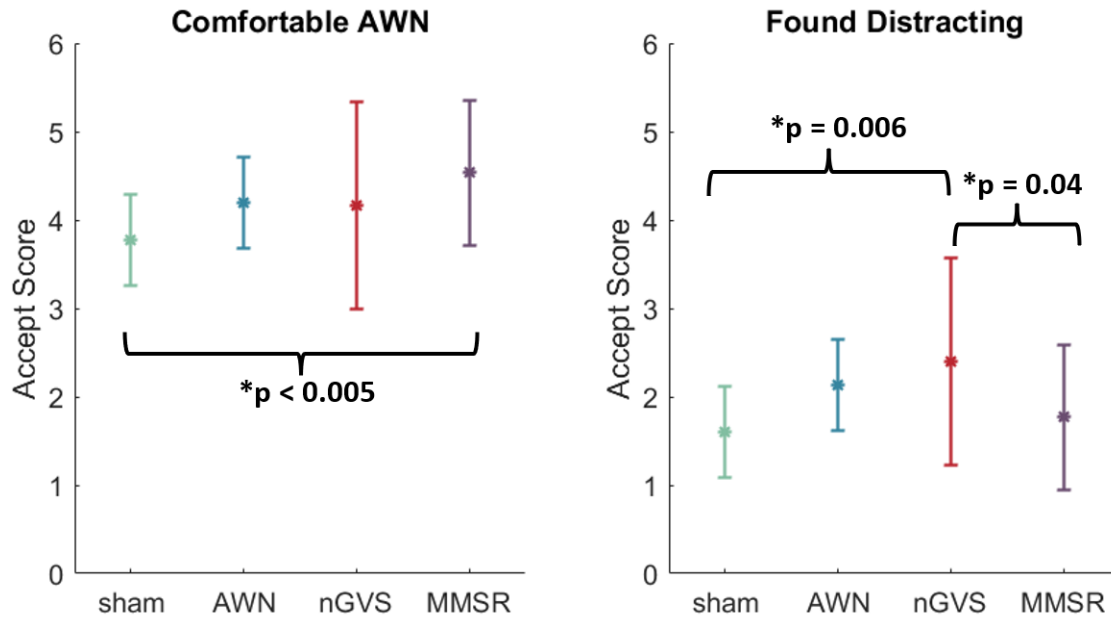 Comfortable AWN
Accept Score
6
5
4
3
2
1
0
*p < 0.005
sham AWN nGVS MMSR
Found Distracting
Accept Score
6
5
4
3
2
1
0
*p = 0.006
*p = 0.04
sham AWN nGVS MMSR